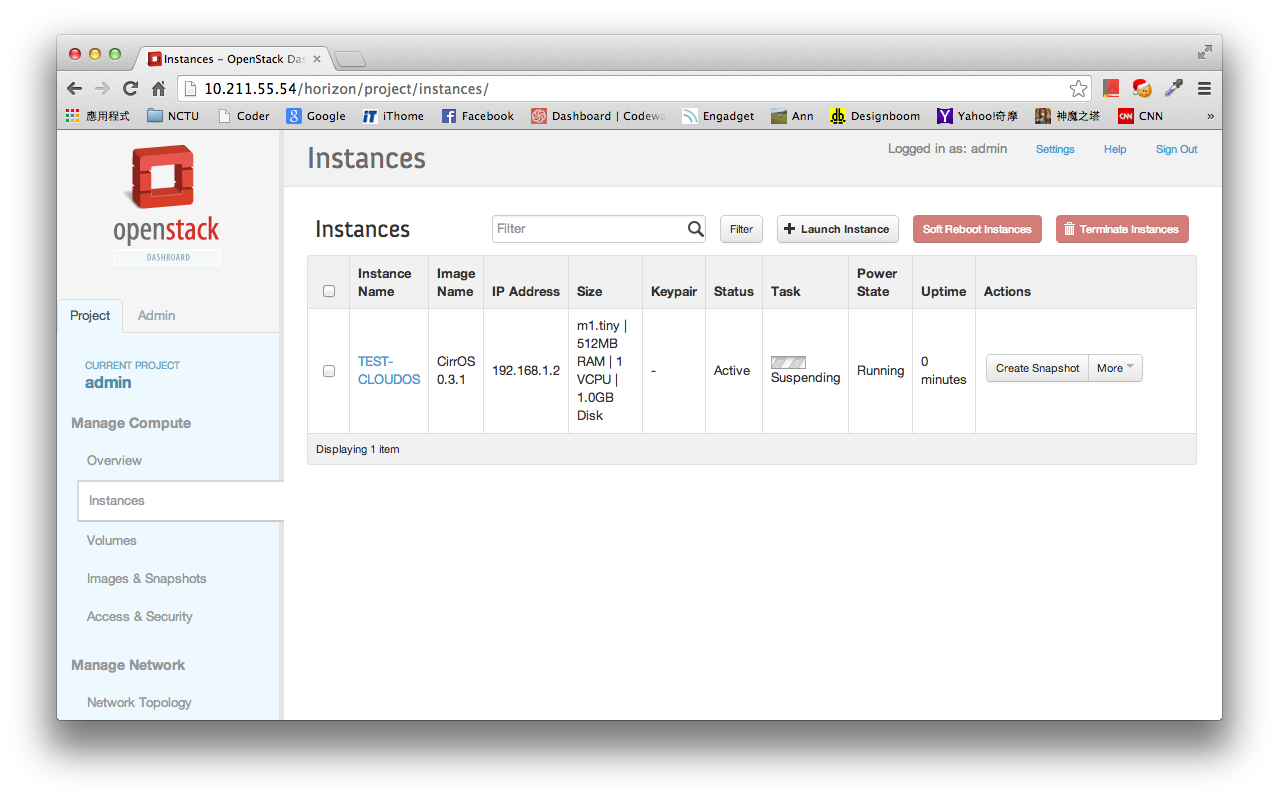 Instances - OpenStack Das
10.211.55.54/horizon/project/instances/
應用程式 NCTU Coder Google iThome Facebook Dashboard | Codewa Engadget Ann Designboom Yahoo!奇摩 神魔之塔 CNN »
openstack
DASHBOARD
Project Admin
CURRENT PROJECT
admin
Manage Compute
Overview
Instances
Volumes
Images & Snapshots
Access & Security
Manage Network
Network Topology
Instances
Logged in as: admin Settings Help Sign Out
Instances Filter Filter Launch Instance Soft Reboot Instances Terminate Instances
Instance Name Image Name IP Address Size Keypair Status Task Power State Uptime Actions
TEST-
CLOUDOS
CirrOS
0.3.1
192.168.1.2
m1.tiny |
512MB
RAM | 1
VCPU |
1.0GB
Disk
-
Active
Suspending
Running
0
minutes
Create Snapshot More
Displaying 1 item